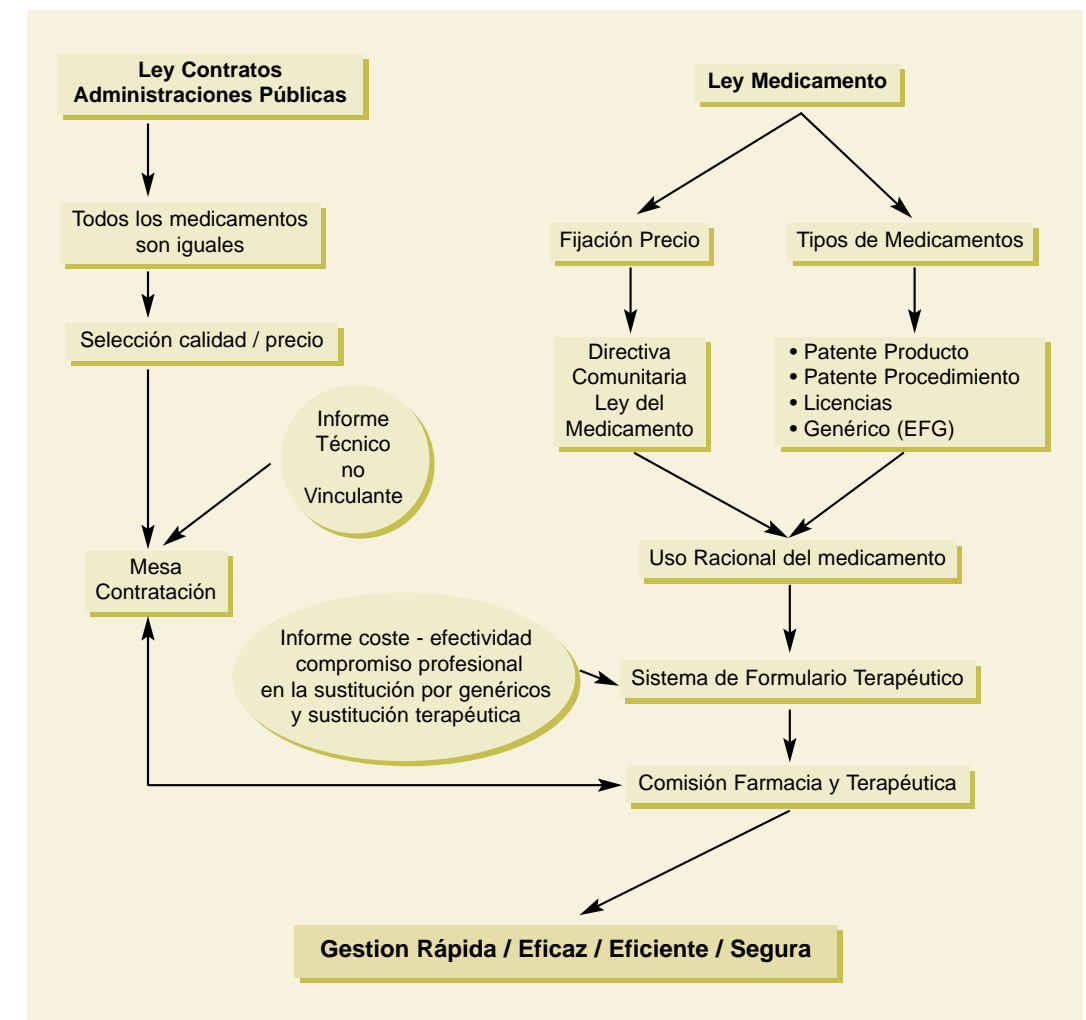 Ley Contratos
Administraciones Públicas
Todos los medicamentos
son iguales
Selección calidad / precio
Informe
Técnico
no
Vinculante
Mesa
Contratación
Ley Medicamento
Fijación Precio
Tipos de Medicamentos
Directiva
Comunitaria
Ley del
Medicamento
• Patente Producto
• Patente Procedimiento
• Licencias
• Genérico (EFG)
Uso Racional del medicamento
Informe coste - efectividad
compromiso profesional
en la sustitución por genéricos
y sustitución terapéutica
Sistema de Formulario Terapéutico
Comisión Farmacia y Terapéutica
Gestion Rápida / Eficaz / Eficiente / Segura